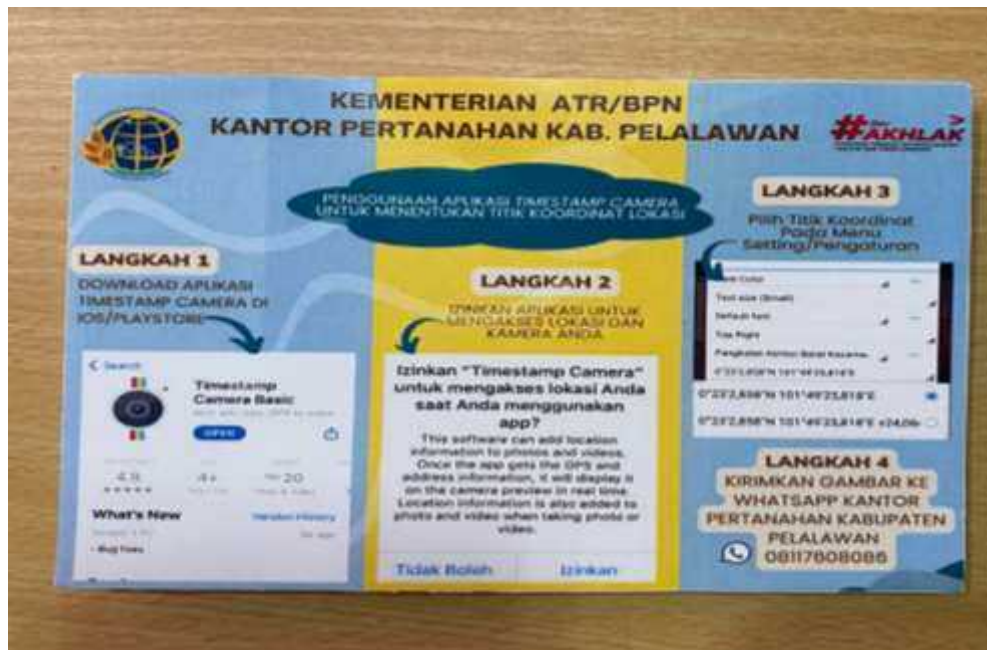 KEMENTERIAN ATR/BPN
KANTOR PERTANAHAN KAB. PELALAWAN
#AKHLAK
PENGGUNAAN APLIKASI TIMESTAMP CAMERA
UNTUK MENENTUKAN TITIK KOORDINAT LOKASI
LANGKAH 1
DOWNLOAD APLIKASI
TIMESTAMP CAMERA DI
IOS/PLAYSTORE
Search
Timestamp
Camera Basic
OPEN
4.9
4+
20
What's New
Version History
Bug fixes
LANGKAH 2
IZINKAN APLIKASI UNTUK
MENGAKSES LOKASI DAN
KAMERA ANDA
Izinkan "Timestamp Camera"
untuk mengakses lokasi Anda
saat Anda menggunakan
app?
This software can add location
information to photos and videos.
Once the app gets the GPS and
address information, it will display it
on the camera preview in real time.
Location information is also added to
photo and video when taking photo or
video.
Tidak Boleh
Izinkan
LANGKAH 3
Pilih Titik Koordinat
Pada Menu
Setting/Pengaturan
Color
Text size (Small)
Default font
Top Right
Pangkalan Kerinci Barat
LANGKAH 4
KIRIMKAN GAMBAR KE
WHATSAPP KANTOR
PERTANAHAN KABUPATEN
PELALAWAN
08117608086